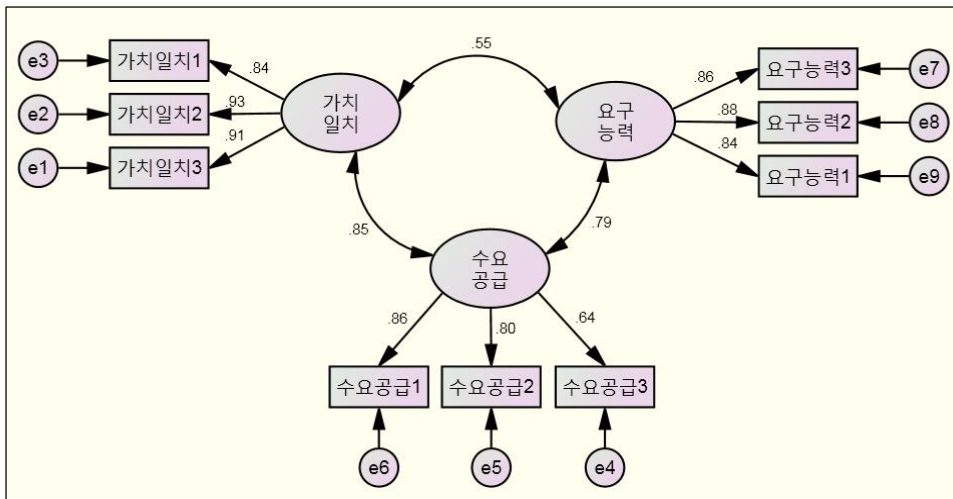 e3
가치일치1
.84
e2
가치일치2
.93
e1
가치일치3
.91
가치
일치
.55
요구
능력
.86
요구능력3
e7
.88
요구능력2
e8
.84
요구능력1
e9
.85
.79
수요
공급
.86
.80
.64
수요공급1
수요공급2
수요공급3
e6
e5
e4